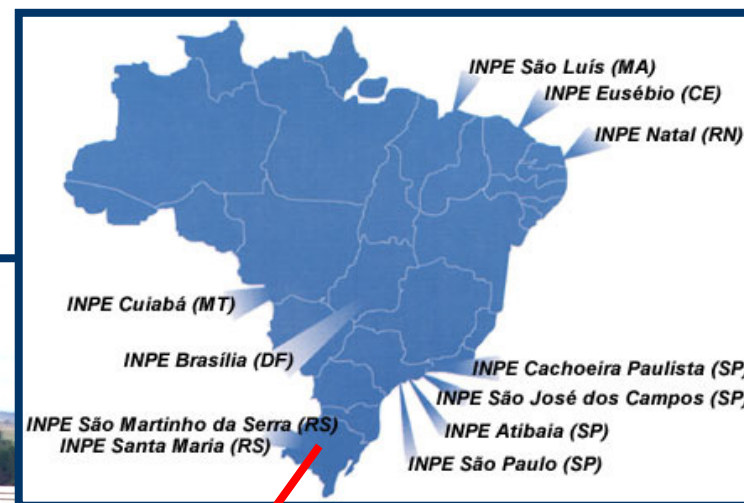 INPE São Luís (MA)
INPE Eusébio (CE)
INPE Natal (RN)
INPE Cuiabá (MT)
INPE Brasília (DF)
INPE Cachoeira Paulista (SP)
INPE São José dos Campos (SP)
INPE São Martinho da Serra (RS)
INPE Atibaia (SP)
INPE Santa Maria (RS)
INPE São Paulo (SP)